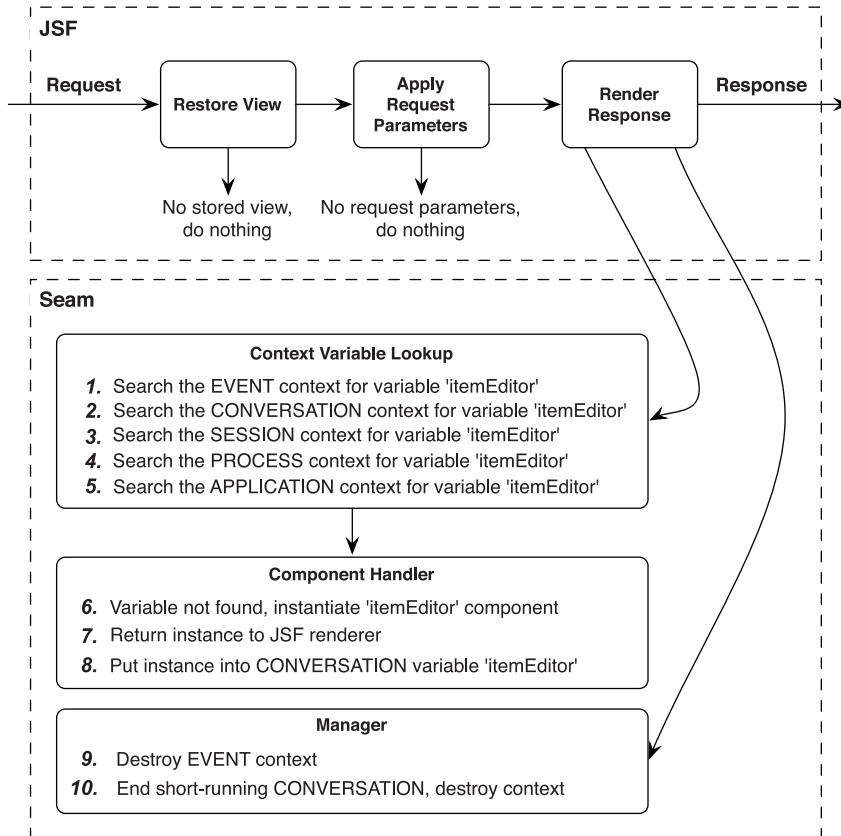 JSF
Request
Restore View
Apply
Request
Parameters
Render
Response
Response
No stored view,
do nothing
No request parameters,
do nothing
Seam
Context Variable Lookup
1. Search the EVENT context for variable 'itemEditor'
2. Search the CONVERSATION context for variable 'itemEditor'
3. Search the SESSION context for variable 'itemEditor'
4. Search the PROCESS context for variable 'itemEditor'
5. Search the APPLICATION context for variable 'itemEditor'
Component Handler
6. Variable not found, instantiate 'itemEditor' component
7. Return instance to JSF renderer
8. Put instance into CONVERSATION variable 'itemEditor'
Manager
9. Destroy EVENT context
10. End short-running CONVERSATION, destroy context